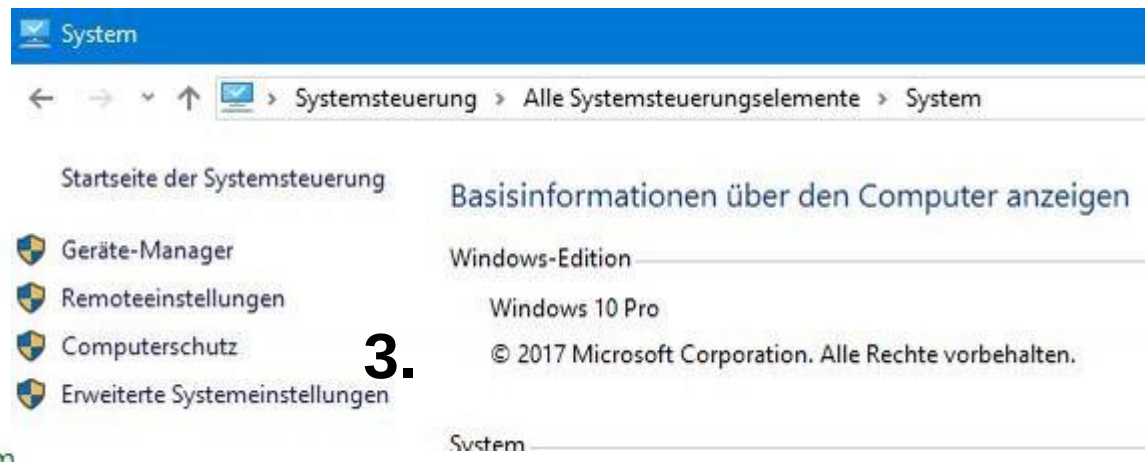 System
Systemsteuerung > Alle Systemsteuerungselemente > System
Startseite der Systemsteuerung
Geräte-Manager
Remoteeinstellungen
Computerschutz
3.
Erweiterte Systemeinstellungen
Basisinformationen über den Computer anzeigen
Windows-Edition
Windows 10 Pro
© 2017 Microsoft Corporation. Alle Rechte vorbehalten.
System